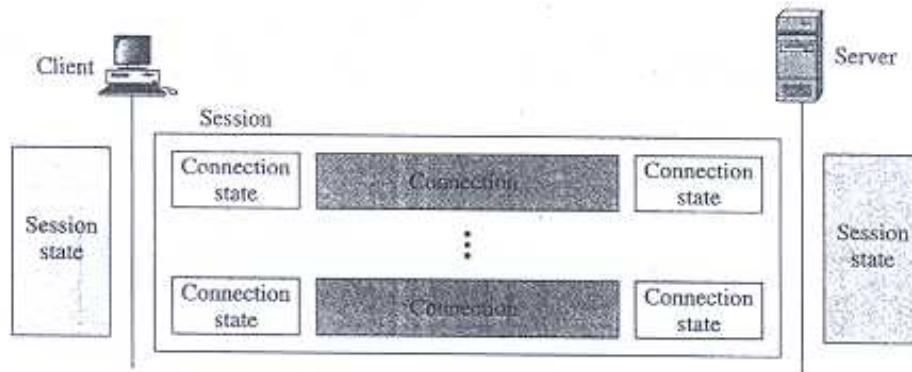 Client
Server
Session
Session
state
Connection
state
Connection
Connection
state
Session
state
Connection
state
Connection
Connection
state